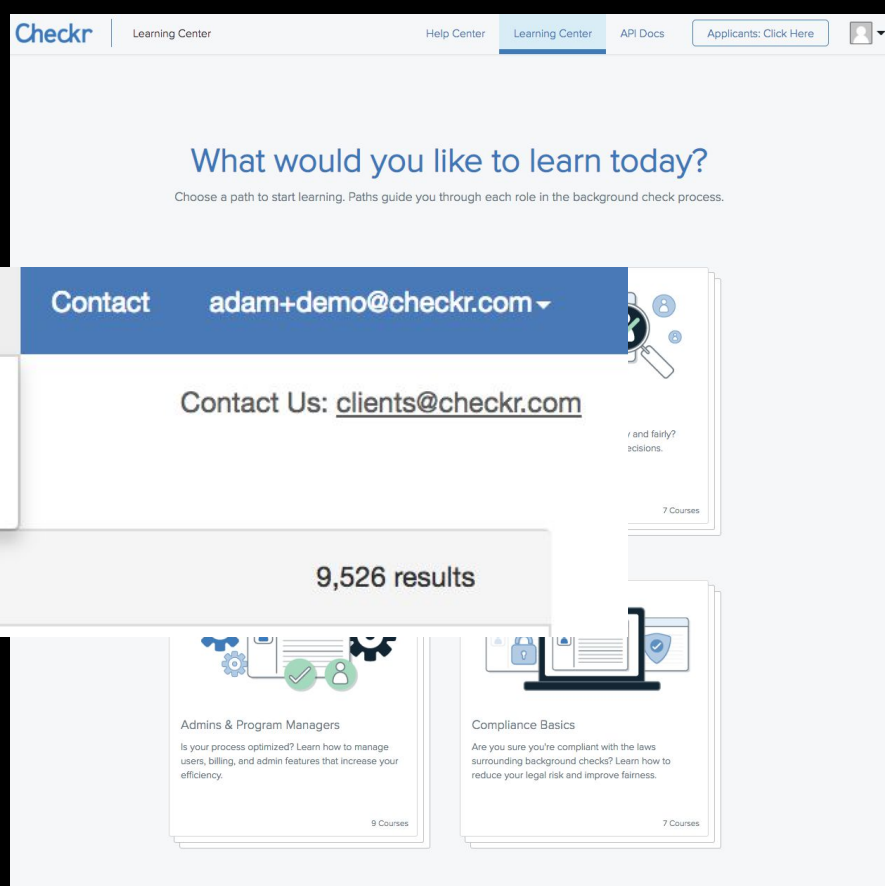 Checkr
Learning Center
Help Center
Learning Center
API Docs
Applicants: Click Here
What would you like to learn today?
Choose a path to start learning. Paths guide you through each role in the background check process.
Contact
adam+demo@checkr.com
Contact Us: clients@checkr.com
and fairly?
ecisions.
7 Courses
9,526 results
Admins & Program Managers
Is your process optimized? Learn how to manage
users, billing, and admin features that increase your
efficiency.
9 Courses
Compliance Basics
Are you sure you're compliant with the laws
surrounding background checks? Learn how to
reduce your legal risk and improve fairness.
7 Courses